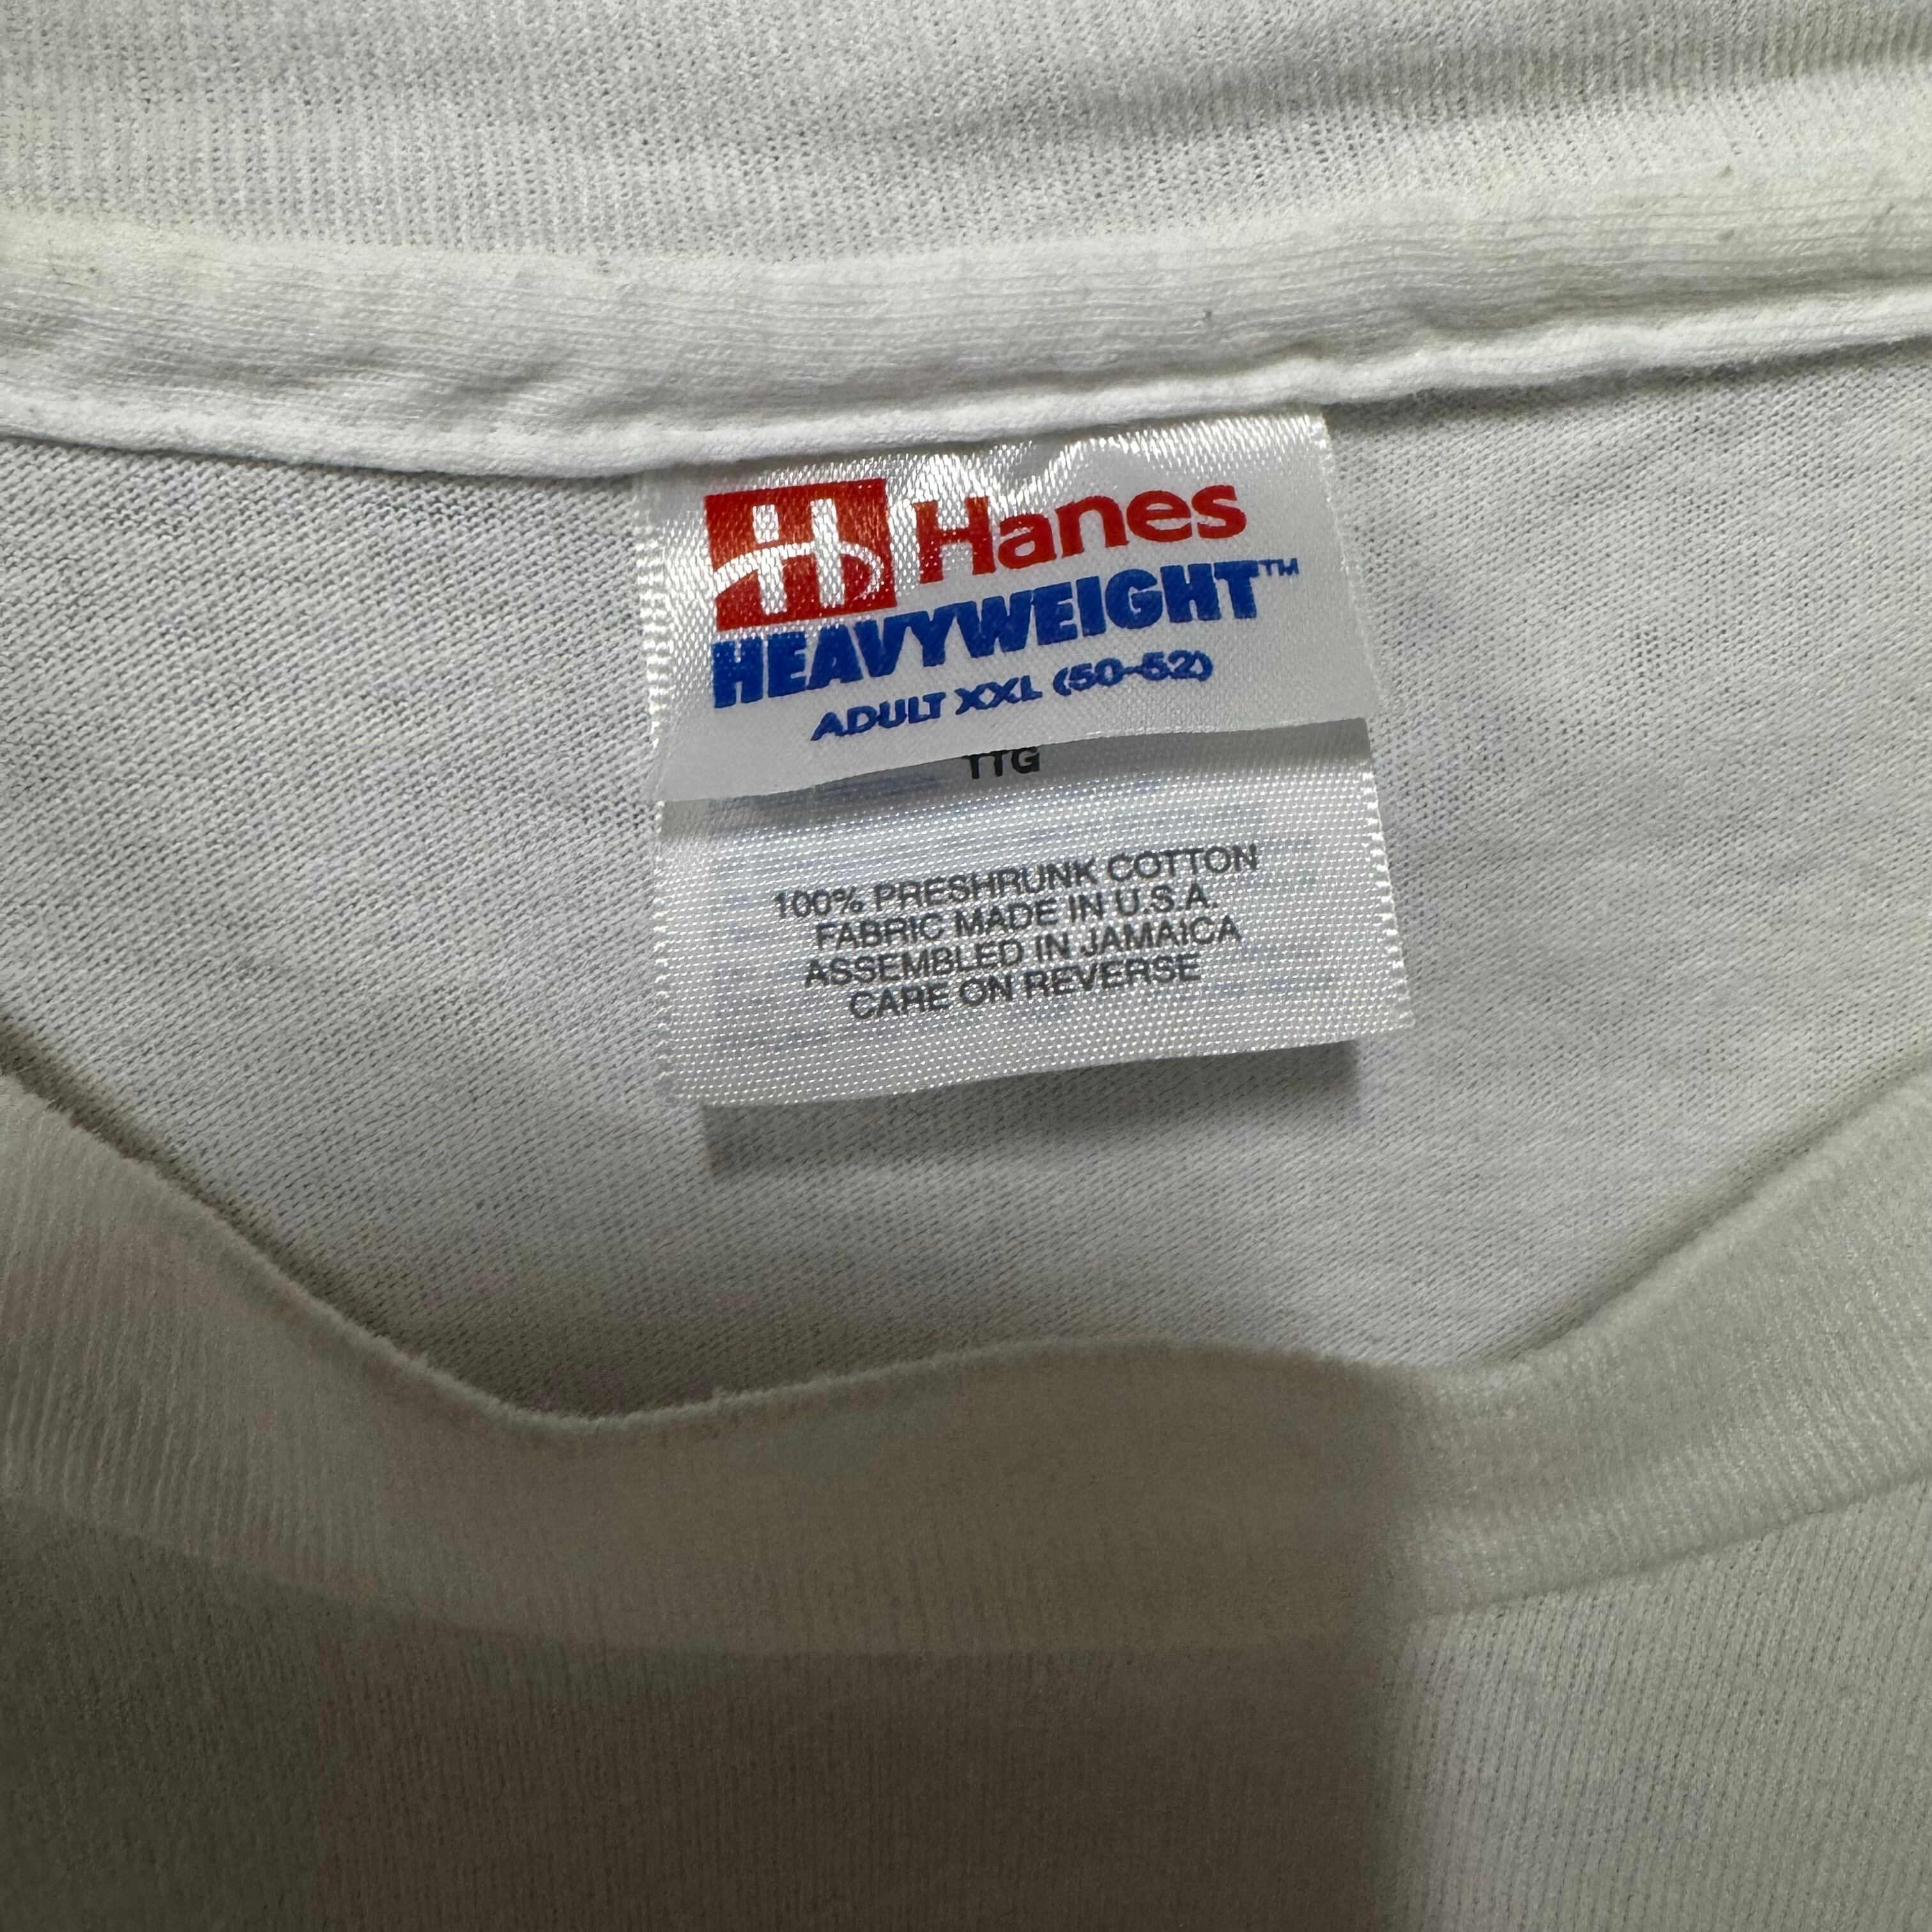 Hanes
HEAVYWEIGHT™
ADULT XXL (50-52)
TTG
100% PRESHRUNK COTTON
FABRIC MADE IN U.S.A.
ASSEMBLED IN JAMAICA
CARE ON REVERSE